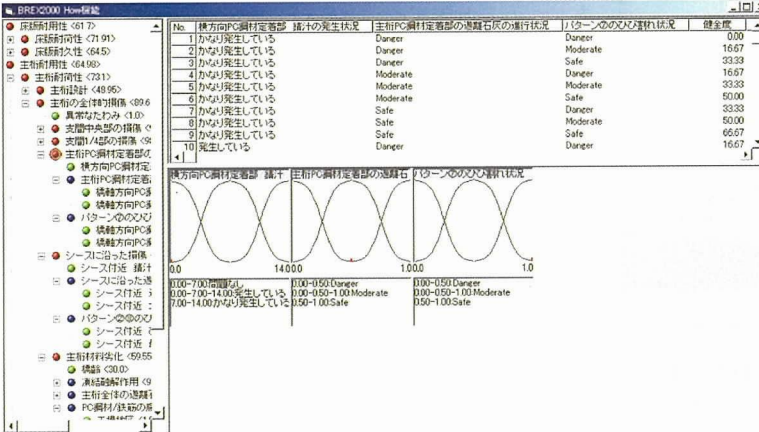 BREX2000 How機能
床版耐用性 <61.7>
床版耐荷性 <71.91>
床版耐久性 <64.5>
主桁耐用性 <64.98>
主桁耐荷性 <73.1>
主桁設計 <48.95>
主桁の全体的損傷 <89.6
異常なたわみ <1.0>
支間中央部の損傷
支間1/4部の損傷
主桁PC鋼材定着部の
横方向PC鋼材定
主桁PC鋼材定着
橋軸方向PC
橋軸方向PC
パターン⑦のひび
橋軸方向PC
橋軸方向PC
シースに沿った損傷
シース付近 錆汁
シースに沿った遊
シース付近
シース付近
シース付近
シース付近
主桁材料劣化 <59.55
橋齢 <30.0>
凍結融解作用 <9
主桁全体の遊離
PC鋼材/鉄筋の
No. 横方向PC鋼材定着部 錆汁の発生状況 主桁PC鋼材定着部の遊離石灰の進行状況 パターン⑦のひび割れ状況 健全度
1 かなり発生している Danger Danger 0.00
2 かなり発生している Danger Moderate 16.67
3 かなり発生している Danger Safe 33.33
4 かなり発生している Moderate Danger 16.67
5 かなり発生している Moderate Moderate 33.33
6 かなり発生している Moderate Safe 50.00
7 かなり発生している Safe Danger 33.33
8 かなり発生している Safe Moderate 50.00
9 かなり発生している Safe Safe 66.67
10 発生している Danger Danger 16.67
横方向PC鋼材定着部 錆汁 主桁PC鋼材定着部の遊離石 パターン⑦のひび割れ状況
0.0 14.0 0.0 1.0 0.0 1.0
0.00-7.00:問題なし 0.00-0.50:Danger 0.00-0.50:Danger
0.00-7.00-14.00:発生している 0.00-0.50-1.00:Moderate 0.00-0.50-1.00:Moderate
7.00-14.00:かなり発生している 0.50-1.00:Safe 0.50-1.00:Safe